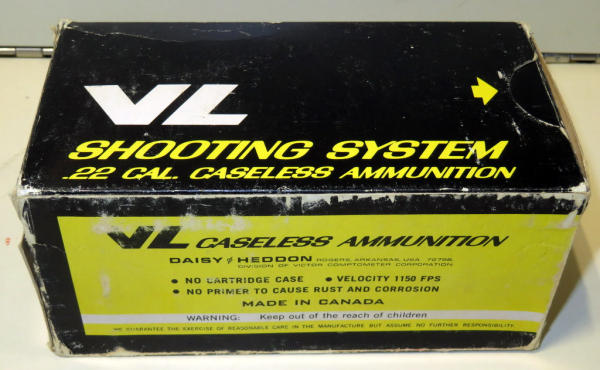 VL
SHOOTING SYSTEM
.22 CAL. CASELESS AMMUNITION
VL CASELESS AMMUNITION
DAISY / HEDDON ROGERS, ARKANSAS, USA 72756
DIVISION OF VICTOR COMPTOMETER CORPORATION
• NO CARTRIDGE CASE • VELOCITY 1150 FPS
• NO PRIMER TO CAUSE RUST AND CORROSION
MADE IN CANADA
WARNING: Keep out of the reach of children
WE GUARANTEE THE EXERCISE OF REASONABLE CARE IN THE MANUFACTURE BUT ASSUME NO FURTHER RESPONSIBILITY.